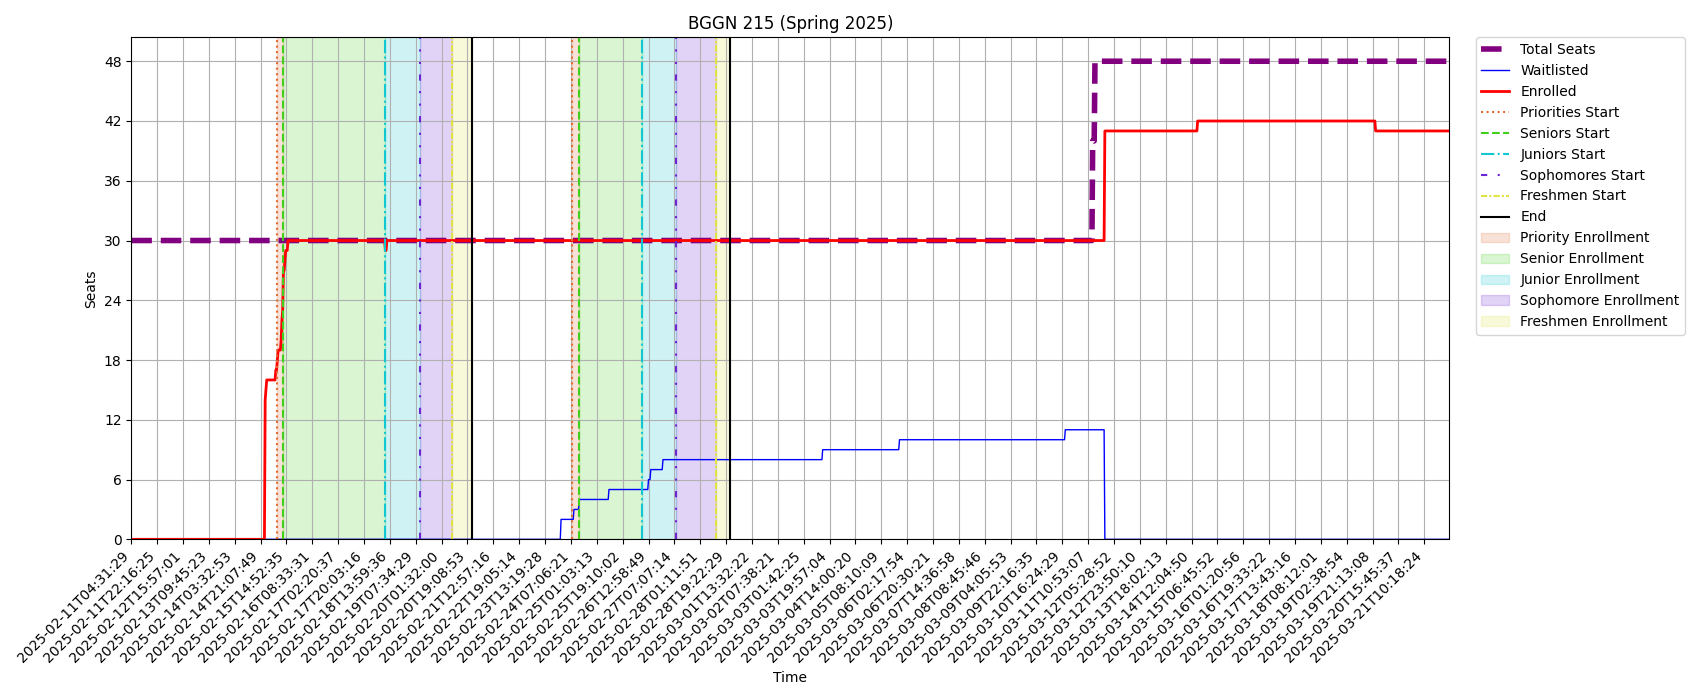 BGGN 215 (Spring 2025)
Seats
48
42
36
30
24
18
12
6
0
2025-02-11T04:31:29
2025-02-11T22:16:25
2025-02-12T15:57:01
2025-02-13T09:45:23
2025-02-14T03:32:53
2025-02-14T21:07:49
2025-02-15T14:52:35
2025-02-16T08:33:31
2025-02-17T02:20:37
2025-02-17T20:03:16
2025-02-18T13:59:36
2025-02-19T07:34:29
2025-02-20T01:32:00
2025-02-20T19:08:53
2025-02-21T12:57:16
2025-02-22T19:05:14
2025-02-23T13:19:28
2025-02-24T07:06:21
2025-02-25T01:03:13
2025-02-25T19:10:02
2025-02-26T12:58:49
2025-02-27T07:07:14
2025-02-28T01:11:51
2025-02-28T19:22:29
2025-03-01T13:32:22
2025-03-02T07:38:21
2025-03-03T01:42:25
2025-03-03T19:57:04
2025-03-04T14:00:20
2025-03-05T08:10:09
2025-03-06T02:17:54
2025-03-06T20:30:21
2025-03-07T14:36:58
2025-03-08T08:45:46
2025-03-09T04:05:53
2025-03-09T22:16:35
2025-03-10T16:24:29
2025-03-11T10:53:07
2025-03-12T05:28:52
2025-03-12T23:50:10
2025-03-13T18:02:13
2025-03-14T12:04:50
2025-03-15T06:45:52
2025-03-16T01:20:56
2025-03-16T19:33:22
2025-03-17T13:43:16
2025-03-18T08:12:01
2025-03-19T02:38:54
2025-03-19T21:13:08
2025-03-20T15:45:37
2025-03-21T10:18:24
Time
Total Seats
Waitlisted
Enrolled
Priorities Start
Seniors Start
Juniors Start
Sophomores Start
Freshmen Start
End
Priority Enrollment
Senior Enrollment
Junior Enrollment
Sophomore Enrollment
Freshmen Enrollment